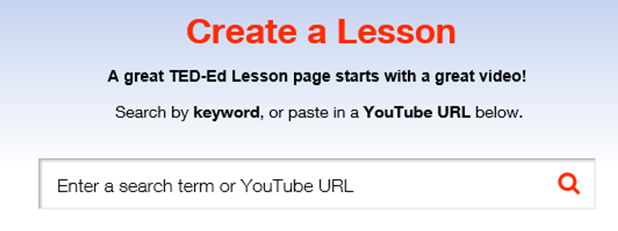 Create a Lesson
A great TED-Ed Lesson page starts with a great video!
Search by keyword, or paste in a YouTube URL below.
Enter a search term or YouTube URL